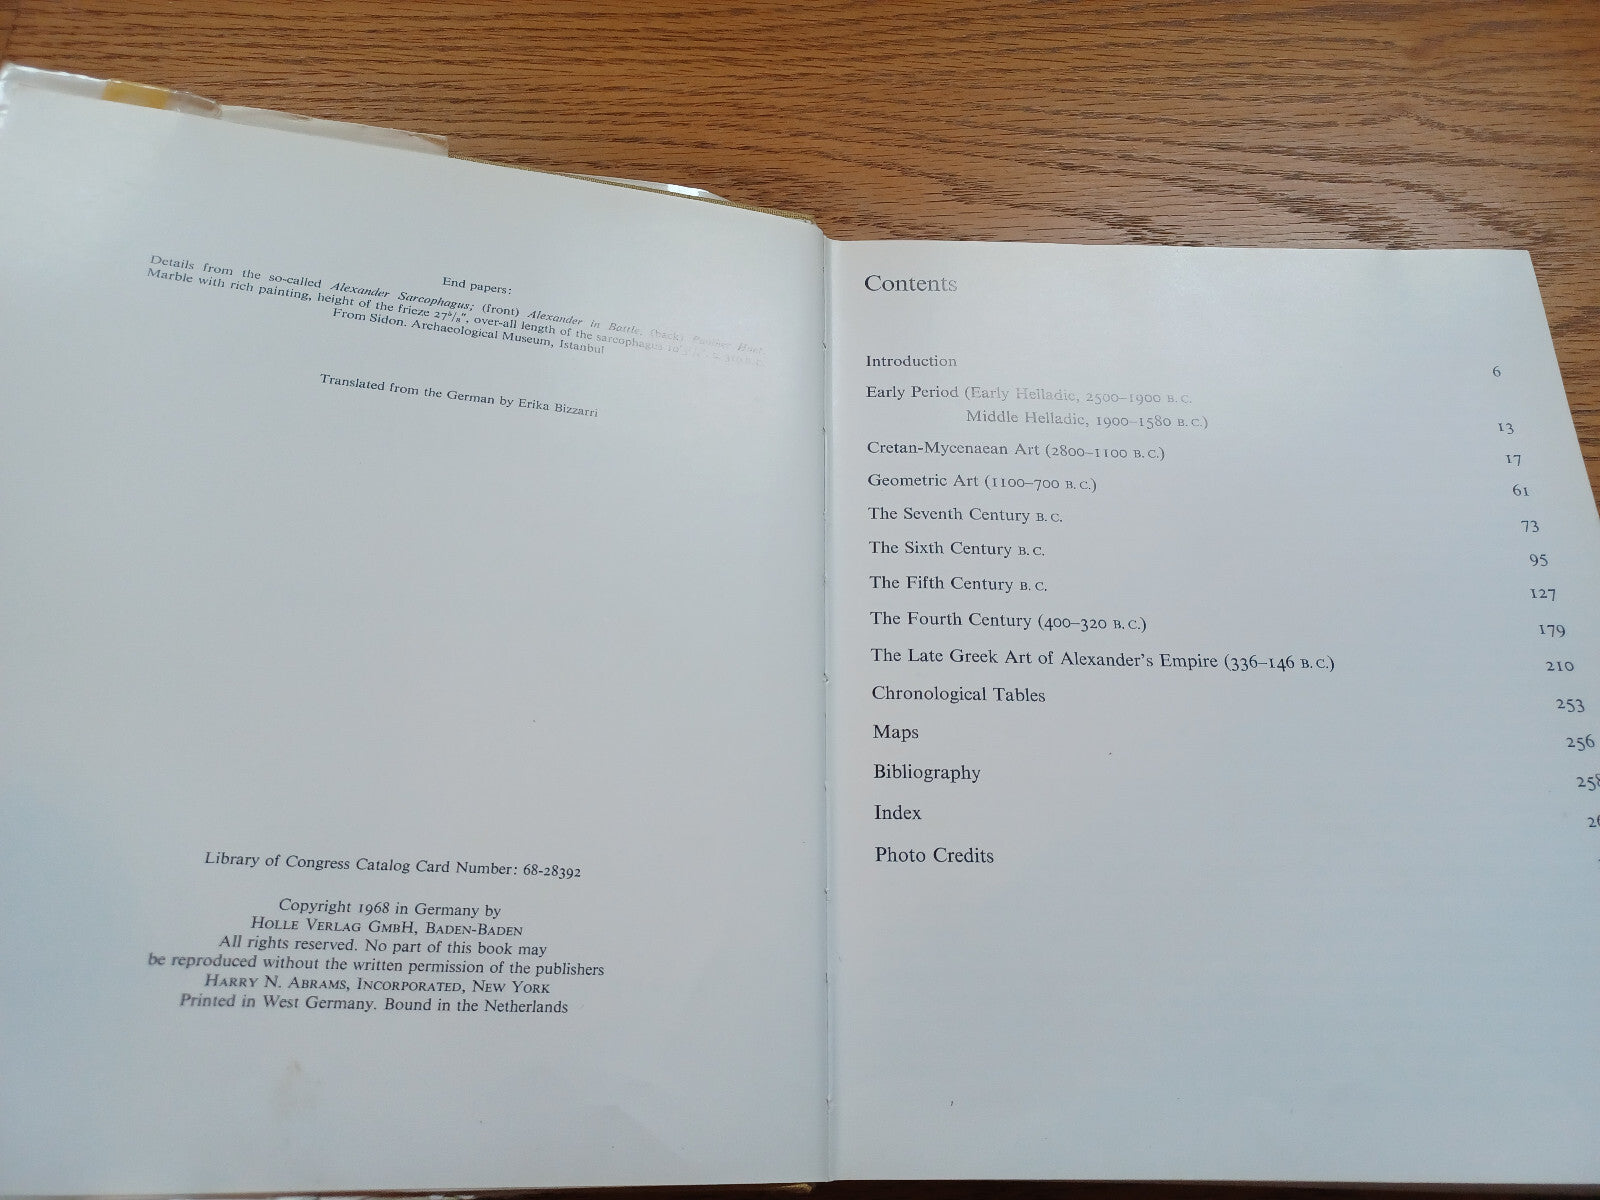 End papers:
Details from the so-called Alexander Sarcophagus; (front) Alexander in Battle, (back) Panther Hunt.
Marble with rich painting, height of the frieze 27⅝", over-all length of the sarcophagus
From Sidon. Archaeological Museum, Istanbul
Translated from the German by Erika Bizzarri
Library of Congress Catalog Card Number: 68-28392
Copyright 1968 in Germany by
HOLLE VERLAG GMBH, BADEN-BADEN
All rights reserved. No part of this book may
be reproduced without the written permission of the publishers
HARRY N. ABRAMS, INCORPORATED, NEW YORK
Printed in West Germany. Bound in the Netherlands
Contents
Introduction 6
Early Period (Early Helladic, 2500–1900 B.C.
Middle Helladic, 1900–1580 B.C.) 13
Cretan-Mycenaean Art (2800–1100 B.C.) 17
Geometric Art (1100–700 B.C.) 61
The Seventh Century B.C. 73
The Sixth Century B.C. 95
The Fifth Century B.C. 127
The Fourth Century (400–320 B.C.) 179
The Late Greek Art of Alexander's Empire (336–146 B.C.) 210
Chronological Tables 253
Maps 256
Bibliography 258
Index
Photo Credits